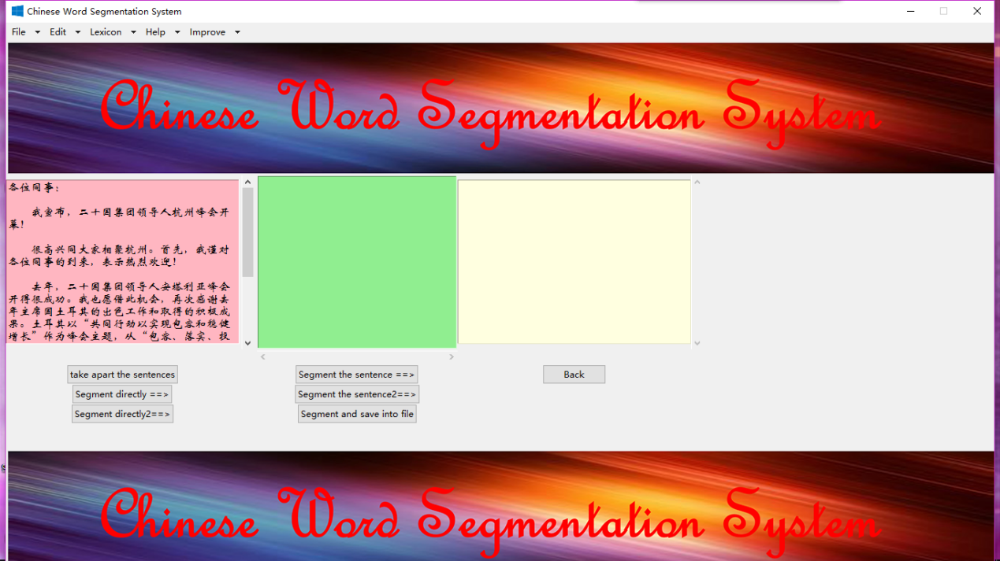 Chinese Word Segmentation System
File Edit Lexicon Help Improve
Chinese Word Segmentation System
各位同事：
我宣布，二十国集团领导人杭州峰会开
幕！
很高兴同大家相聚杭州。首先，我谨对
各位同事的到来，表示热烈欢迎！
去年，二十国集团领导人安塔利亚峰会
开得很成功。我也愿借此机会，再次感谢去
年主席国土耳其的出色工作和取得的积极成
果。土耳其以“共同行动以实现包容和稳健
增长”作为峰会主题，从“包容、落实、投
take apart the sentences
Segment directly ==>
Segment directly2==>
Segment the sentence ==>
Segment the sentence2==>
Segment and save into file
Back
Chinese Word Segmentation System